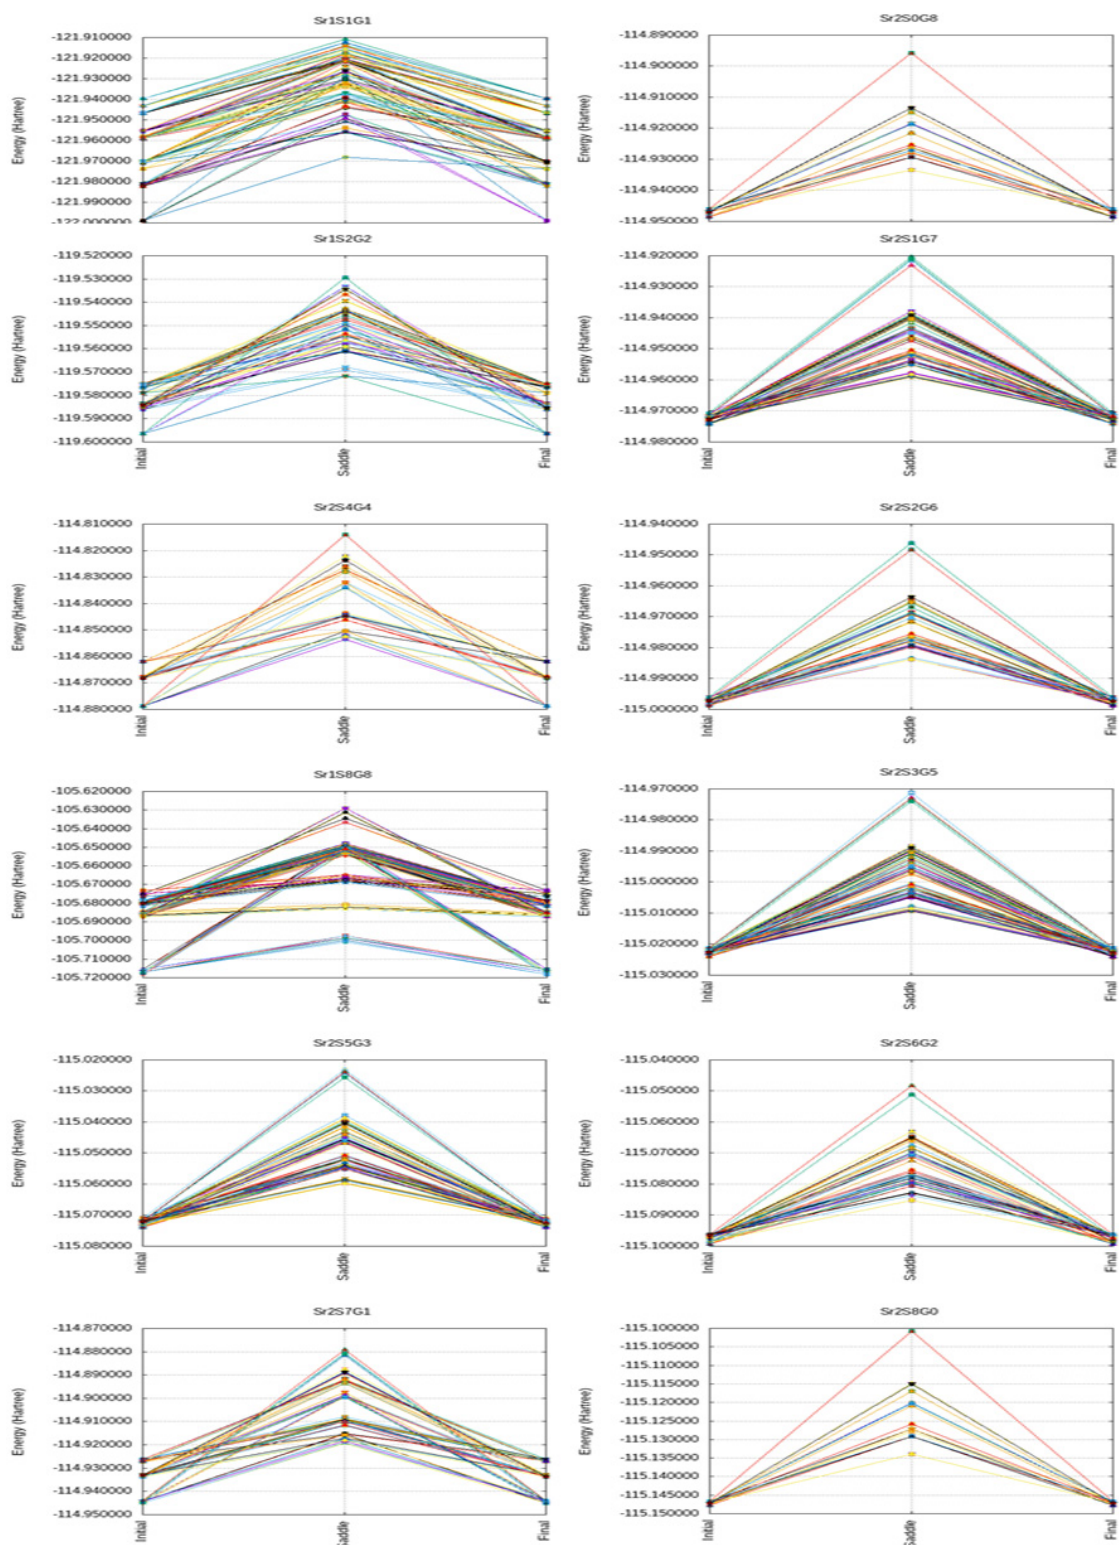 Sr1S1G1
Energy (Hartree)
-121.910000
-121.920000
-121.930000
-121.940000
-121.950000
-121.960000
-121.970000
-121.980000
-121.990000
-122.000000
Sr2S0G8
Energy (Hartree)
-114.890000
-114.900000
-114.910000
-114.920000
-114.930000
-114.940000
-114.950000
Sr1S2G2
Energy (Hartree)
-119.520000
-119.530000
-119.540000
-119.550000
-119.560000
-119.570000
-119.580000
-119.590000
-119.600000
Initial
Saddle
Final
Sr2S1G7
Energy (Hartree)
-114.920000
-114.930000
-114.940000
-114.950000
-114.960000
-114.970000
-114.980000
Initial
Saddle
Final
Sr2S4G4
Energy (Hartree)
-114.810000
-114.820000
-114.830000
-114.840000
-114.850000
-114.860000
-114.870000
-114.880000
Initial
Saddle
Final
Sr2S2G6
Energy (Hartree)
-114.940000
-114.950000
-114.960000
-114.970000
-114.980000
-114.990000
-115.000000
Initial
Saddle
Final
Sr1S8G8
Energy (Hartree)
-105.620000
-105.630000
-105.640000
-105.650000
-105.660000
-105.670000
-105.680000
-105.690000
-105.700000
-105.710000
-105.720000
Initial
Saddle
Final
Sr2S3G5
Energy (Hartree)
-114.970000
-114.980000
-114.990000
-115.000000
-115.010000
-115.020000
-115.030000
Initial
Saddle
Final
Sr2S5G3
Energy (Hartree)
-115.020000
-115.030000
-115.040000
-115.050000
-115.060000
-115.070000
-115.080000
Initial
Saddle
Final
Sr2S6G2
Energy (Hartree)
-115.040000
-115.050000
-115.060000
-115.070000
-115.080000
-115.090000
-115.100000
Initial
Saddle
Final
Sr2S7G1
Energy (Hartree)
-114.870000
-114.880000
-114.890000
-114.900000
-114.910000
-114.920000
-114.930000
-114.940000
-114.950000
Initial
Saddle
Final
Sr2S8G0
Energy (Hartree)
-115.100000
-115.105000
-115.110000
-115.115000
-115.120000
-115.125000
-115.130000
-115.135000
-115.140000
-115.145000
-115.150000
Initial
Saddle
Final